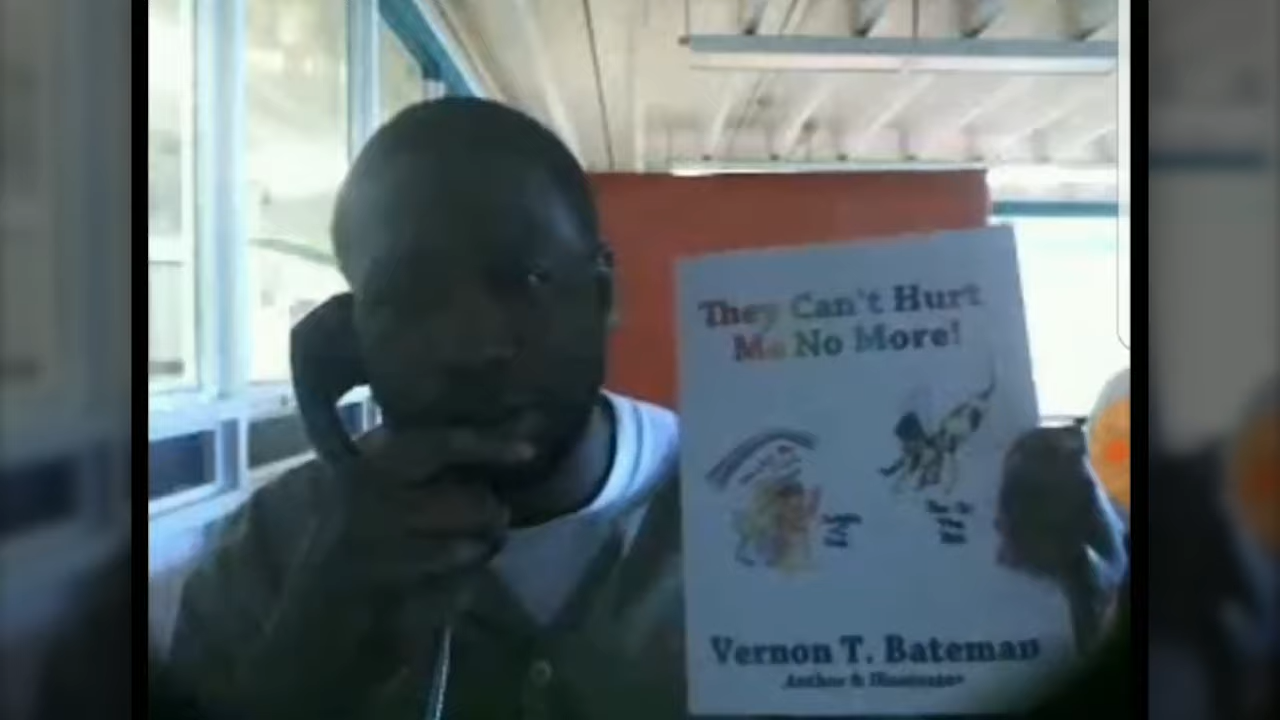 They Can't Hurt
Me No More!
Vernon T. Bateman
Author & Illustrator